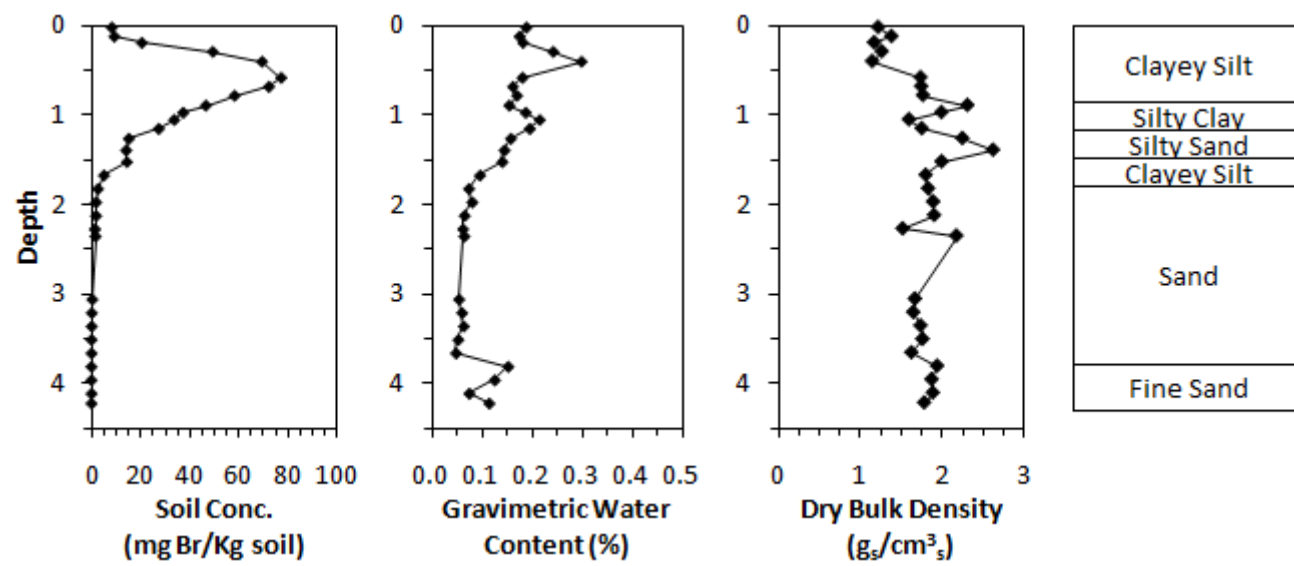 Depth
0
1
2
3
4
0 20 40 60 80 100
Soil Conc.
(mg Br/Kg soil)
0
1
2
3
4
0.0 0.1 0.2 0.3 0.4 0.5
Gravimetric Water
Content (%)
0
1
2
3
4
0 1 2 3
Dry Bulk Density
(gₛ/cm³ₛ)
Clayey Silt
Silty Clay
Silty Sand
Clayey Silt
Sand
Fine Sand